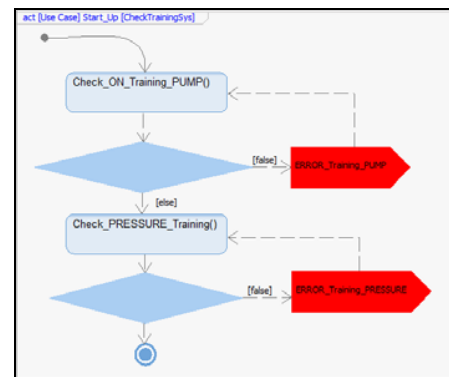 act [Use Case] Start_Up [CheckTrainingSys]
Check_ON_Training_PUMP()
[false]
ERROR_Training_PUMP
[else]
Check_PRESSURE_Training()
[false]
ERROR_Training_PRESSURE